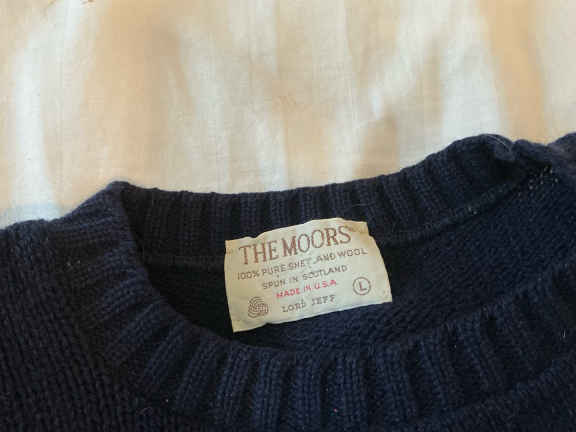 THE MOORS
100% PURE SHETLAND WOOL
SPUN IN SCOTLAND
MADE IN U.S.A.
LORD JEFF
L